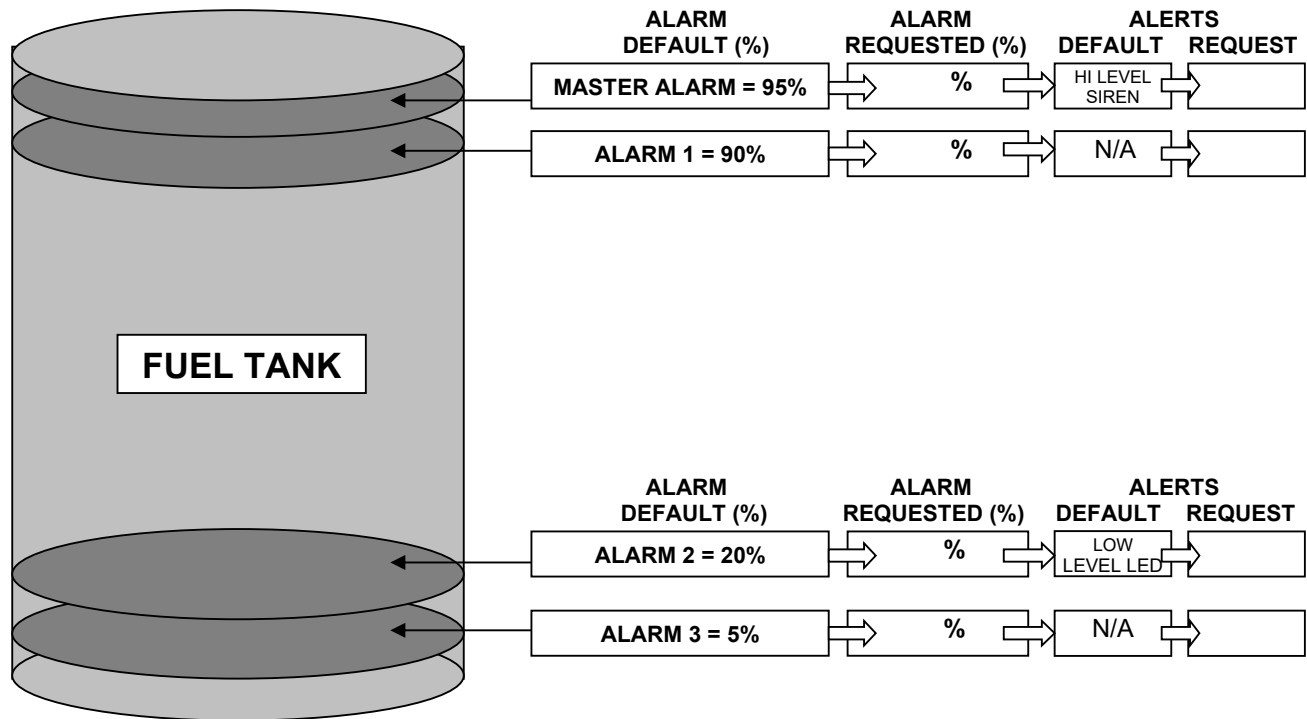 ALARM ALARM ALERTS
DEFAULT (%) REQUESTED (%) DEFAULT REQUEST
MASTER ALARM = 95% % HI LEVEL
SIREN
ALARM 1 = 90% % N/A
FUEL TANK
ALARM ALARM ALERTS
DEFAULT (%) REQUESTED (%) DEFAULT REQUEST
ALARM 2 = 20% % LOW
LEVEL LED
ALARM 3 = 5% % N/A